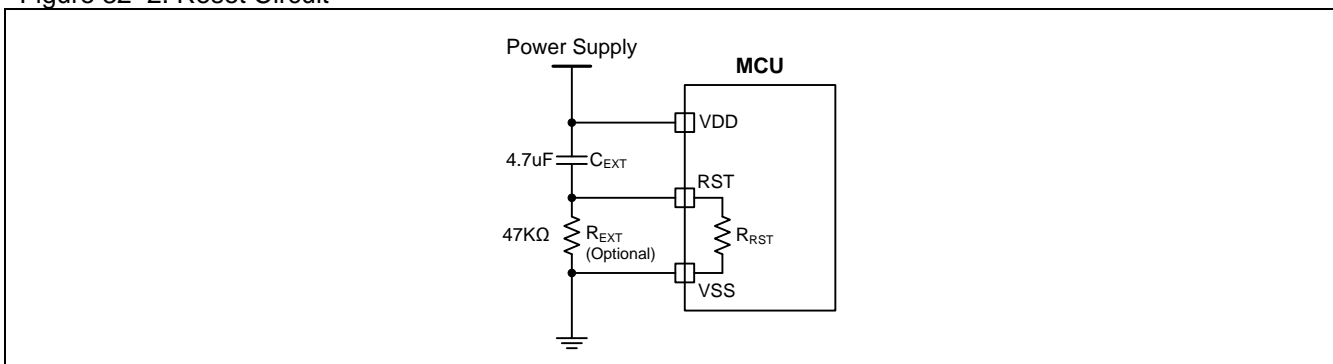 Figure 32–2. Reset Circuit
Power Supply
MCU
VDD
4.7uF
CEXT
RST
47KΩ
REXT
(Optional)
RRST
VSS